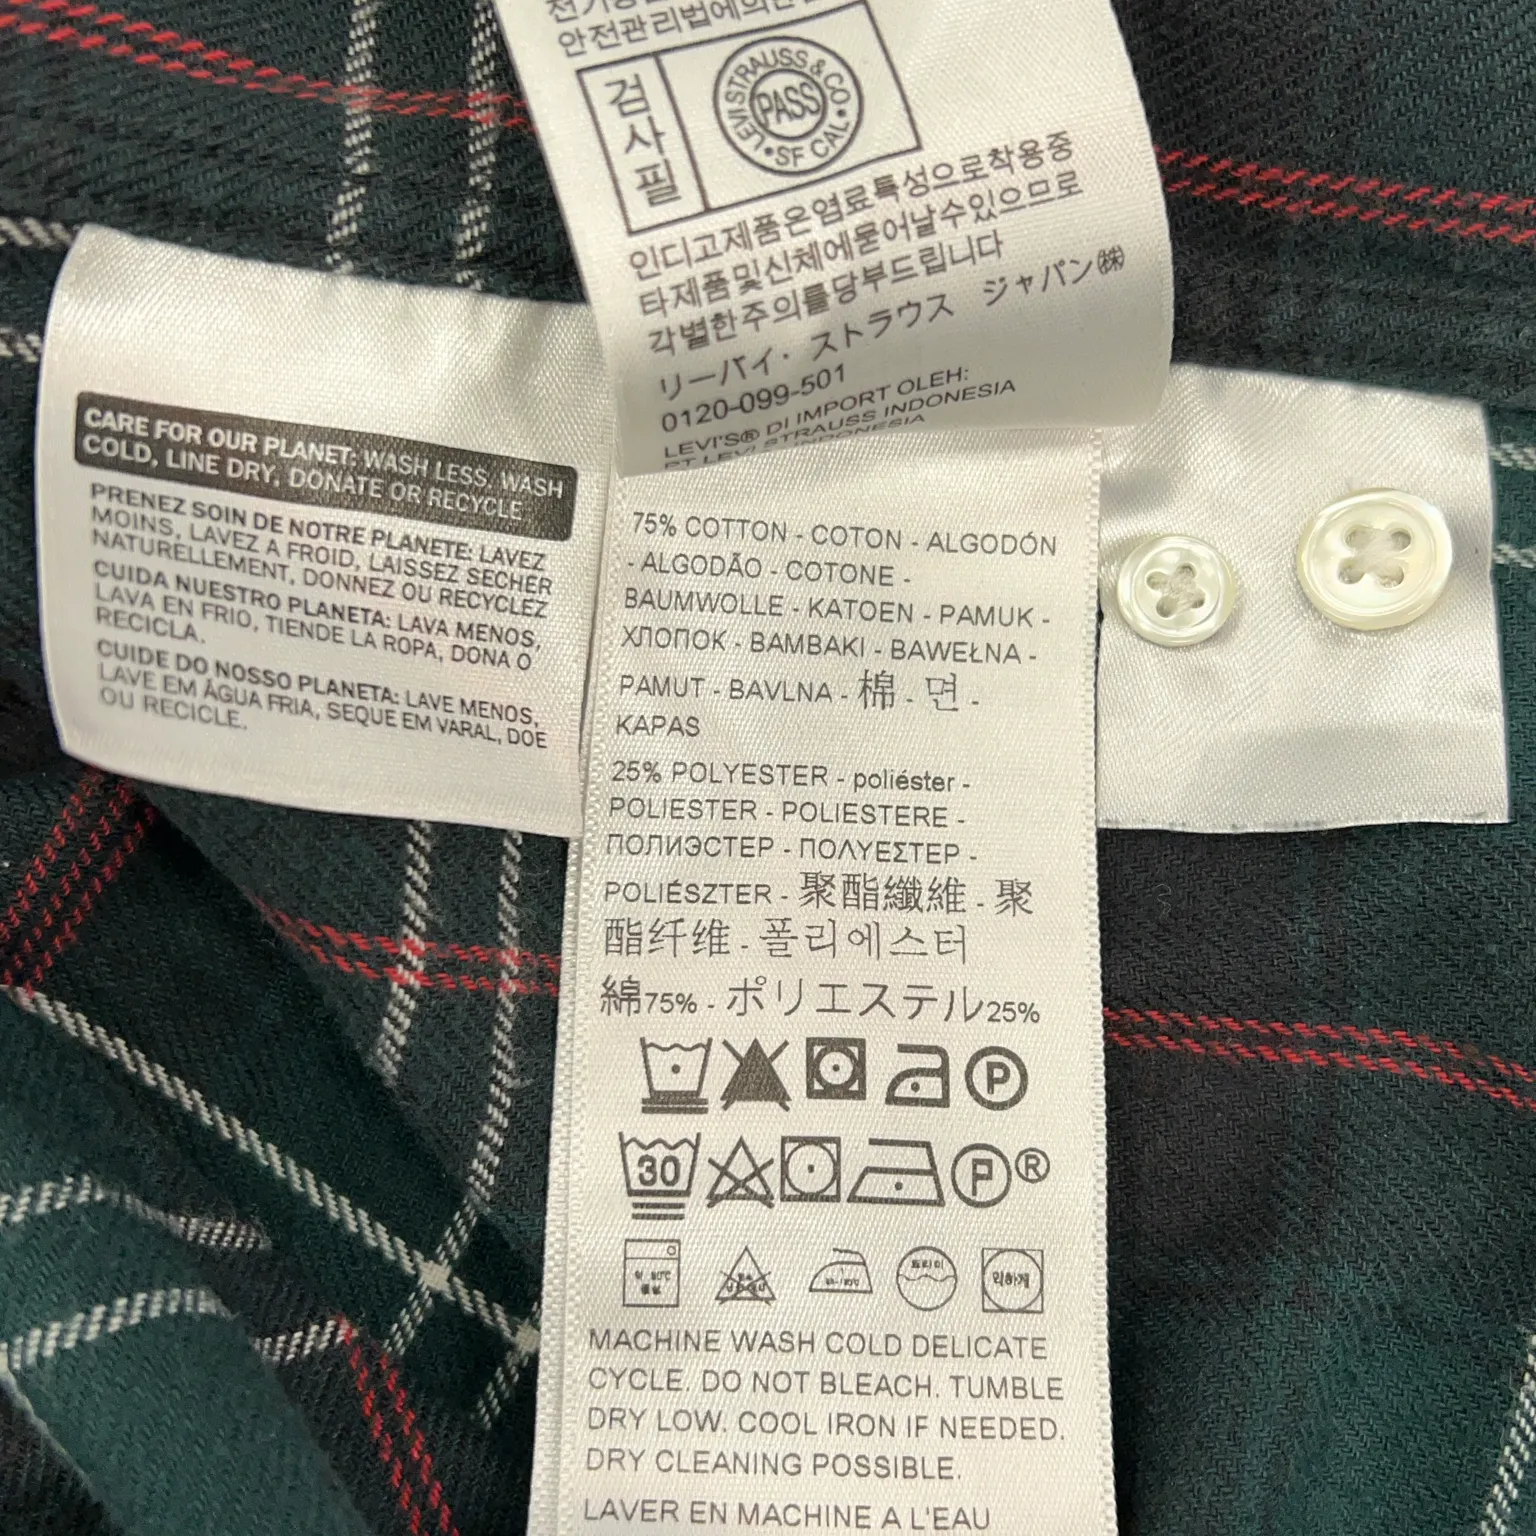 안전관리법에의한
검사필
LEVI STRAUSS & CO
PASS
SF CAL
인디고제품은염료특성으로착용중
타제품및신체에묻어날수있으므로
각별한주의를당부드립니다
リーバイ・ストラウス ジャパン㈱
0120-099-501
LEVI'S® DI IMPORT OLEH:
PT LEVI STRAUSS INDONESIA
INDONESIA
CARE FOR OUR PLANET: WASH LESS, WASH
COLD, LINE DRY, DONATE OR RECYCLE.
PRENEZ SOIN DE NOTRE PLANETE: LAVEZ
MOINS, LAVEZ A FROID, LAISSEZ SECHER
NATURELLEMENT, DONNEZ OU RECYCLEZ
CUIDA NUESTRO PLANETA: LAVA MENOS,
LAVA EN FRIO, TIENDE LA ROPA, DONA O
RECICLA.
CUIDE DO NOSSO PLANETA: LAVE MENOS,
LAVE EM ÁGUA FRIA, SEQUE EM VARAL, DOE
OU RECICLE.
75% COTTON - COTON - ALGODÓN
- ALGODÃO - COTONE -
BAUMWOLLE - KATOEN - PAMUK -
ХЛОПОК - BAMBAKI - BAWEŁNA -
PAMUT - BAVLNA - 棉 - 면 -
KAPAS
25% POLYESTER - poliéster -
POLIESTER - POLIESTERE -
ПОЛИЭСТЕР - ΠΟΛΥΕΣΤΕΡ -
POLIÉSZTER - 聚酯纖維 - 聚
酯纤维 - 폴리에스터
綿75% - ポリエステル25%
P
30 P ®
드라이 약하게
MACHINE WASH COLD DELICATE
CYCLE. DO NOT BLEACH. TUMBLE
DRY LOW. COOL IRON IF NEEDED.
DRY CLEANING POSSIBLE.
LAVER EN MACHINE A L'EAU